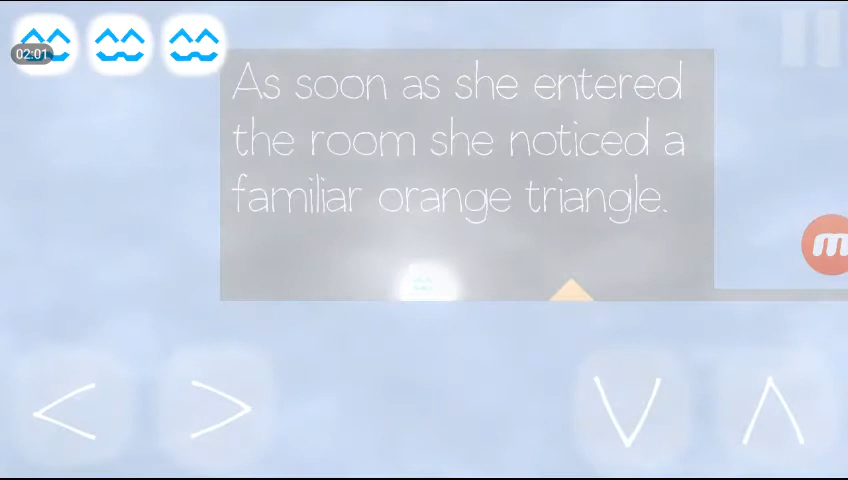 02:01
As soon as she entered
the room she noticed a
familiar orange triangle.
m